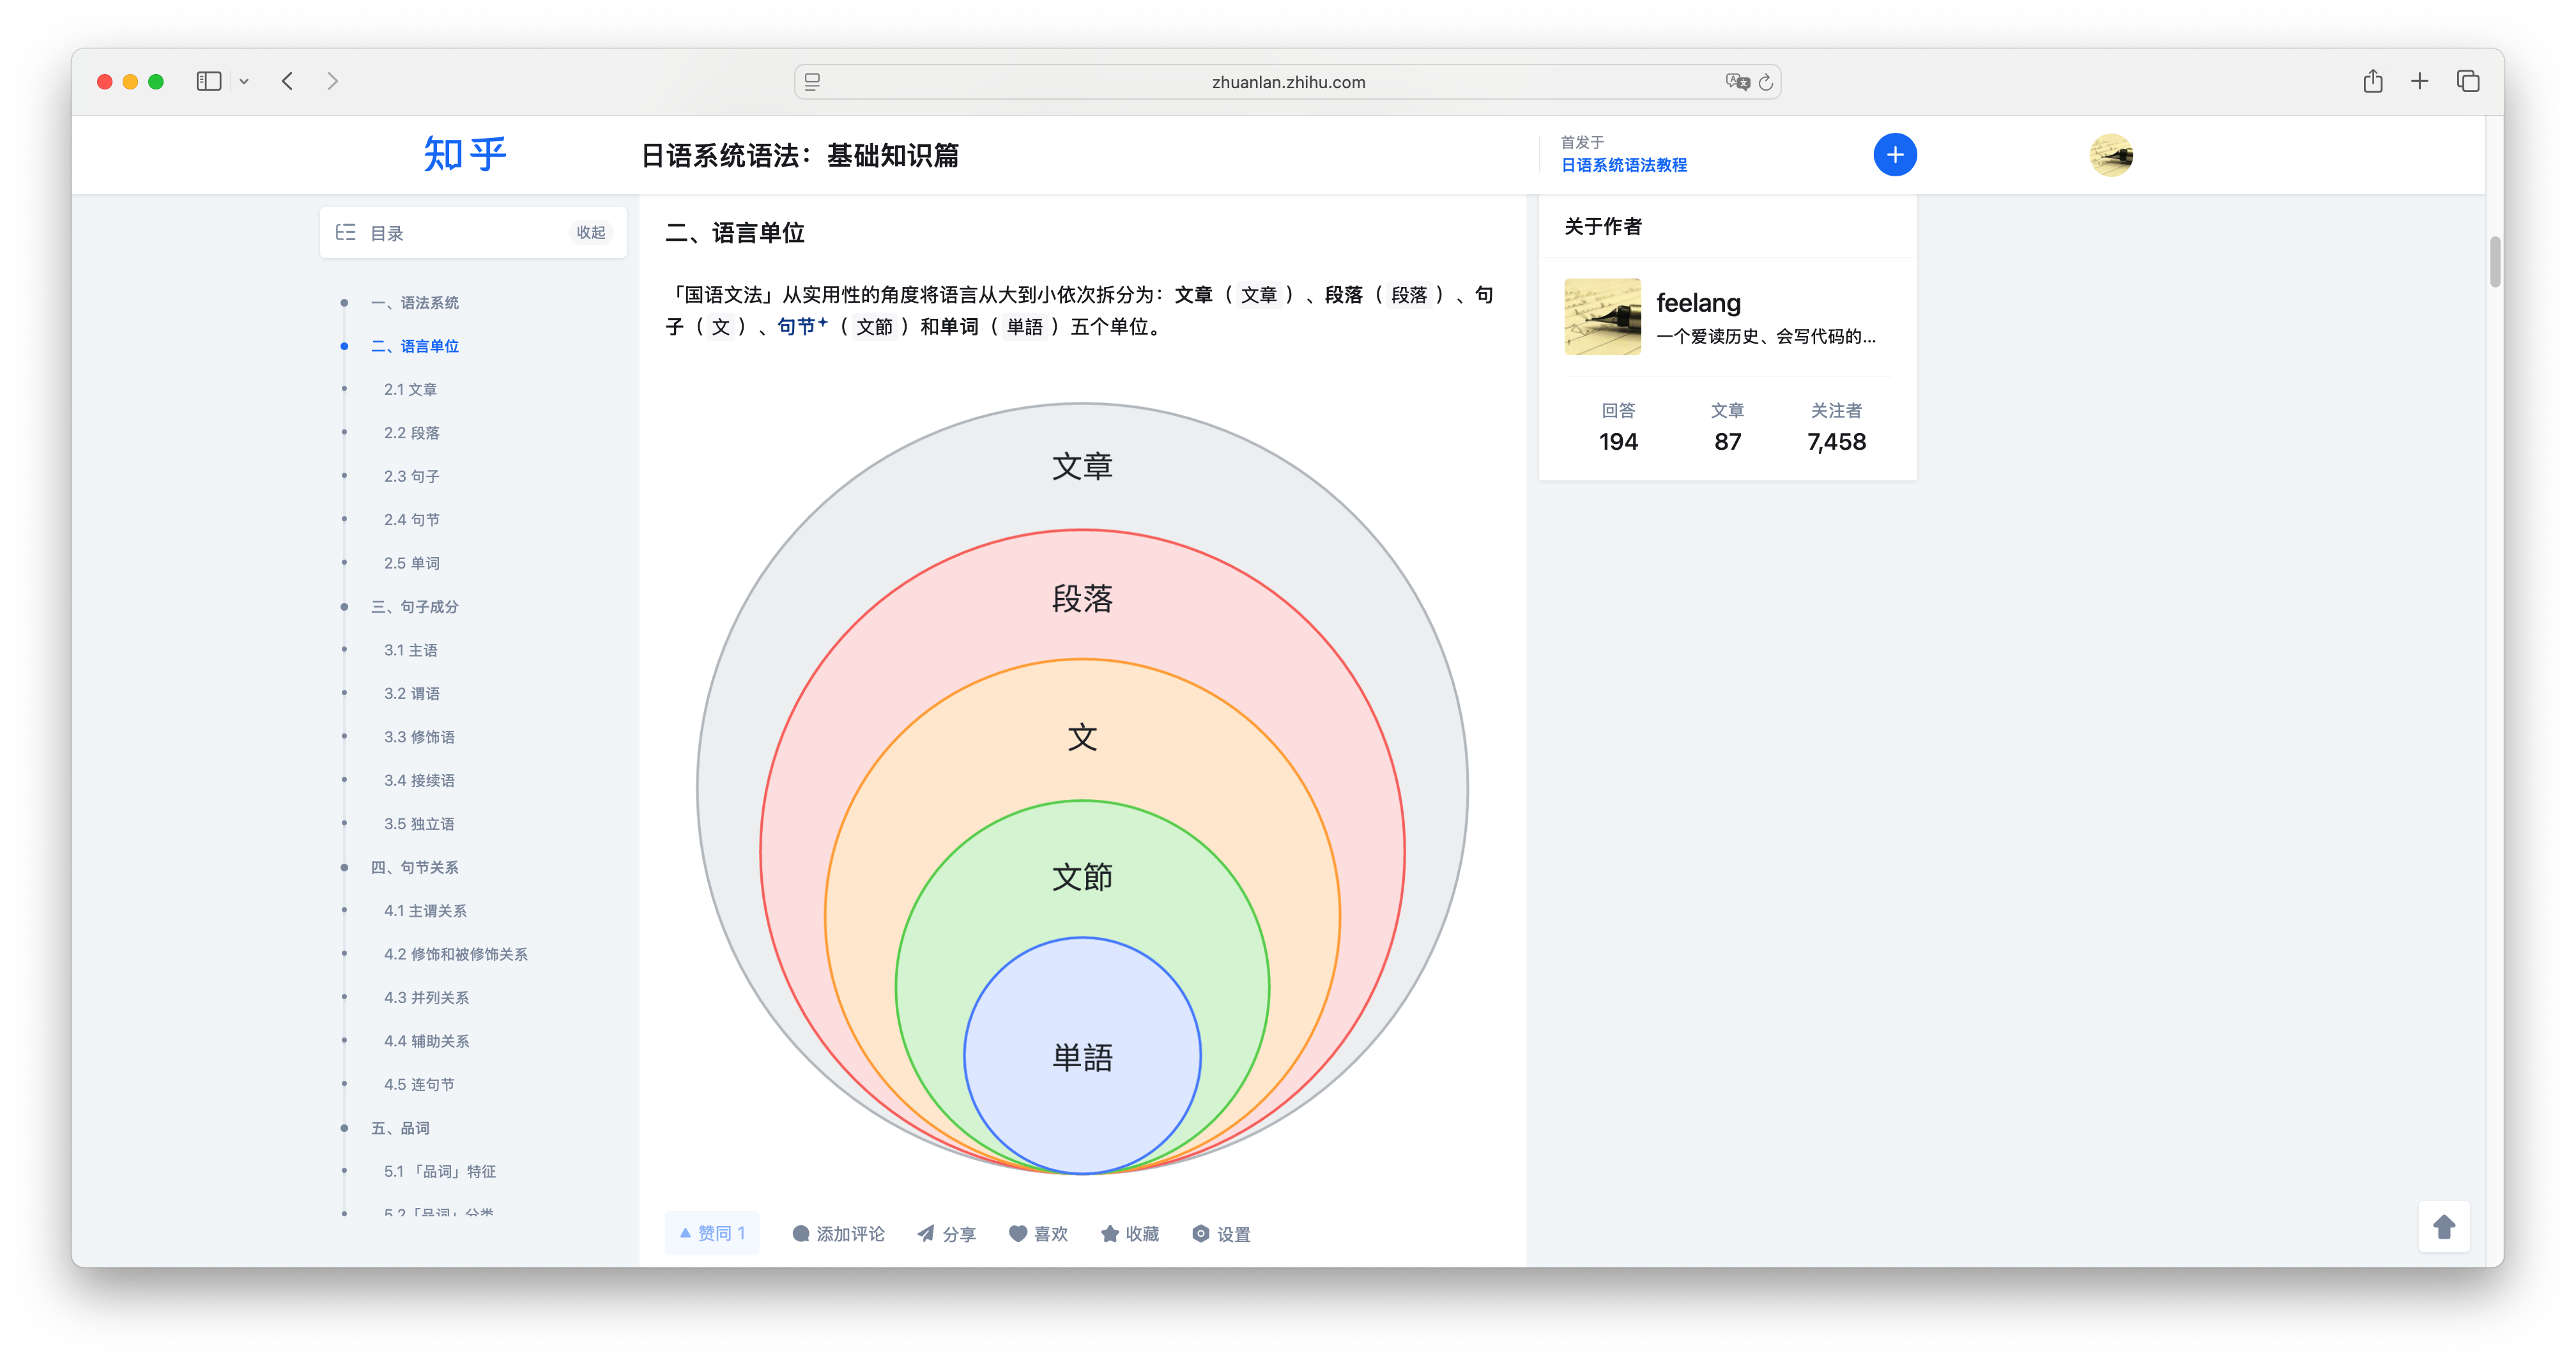 zhuanlan.zhihu.com
知乎
日语系统语法：基础知识篇
首发于
日语系统语法教程
目录
收起
一、语法系统
二、语言单位
2.1 文章
2.2 段落
2.3 句子
2.4 句节
2.5 单词
三、句子成分
3.1 主语
3.2 谓语
3.3 修饰语
3.4 接续语
3.5 独立语
四、句节关系
4.1 主谓关系
4.2 修饰和被修饰关系
4.3 并列关系
4.4 辅助关系
4.5 连句节
五、品词
5.1 「品词」特征
5.2「品词」分类
二、语言单位
「国语文法」从实用性的角度将语言从大到小依次拆分为：文章（文章）、段落（段落）、句
子（文）、句节（文節）和单词（単語）五个单位。
文章
段落
文
文節
単語
赞同 1
添加评论
分享
喜欢
收藏
设置
关于作者
feelang
一个爱读历史、会写代码的...
回答
文章
关注者
194
87
7,458